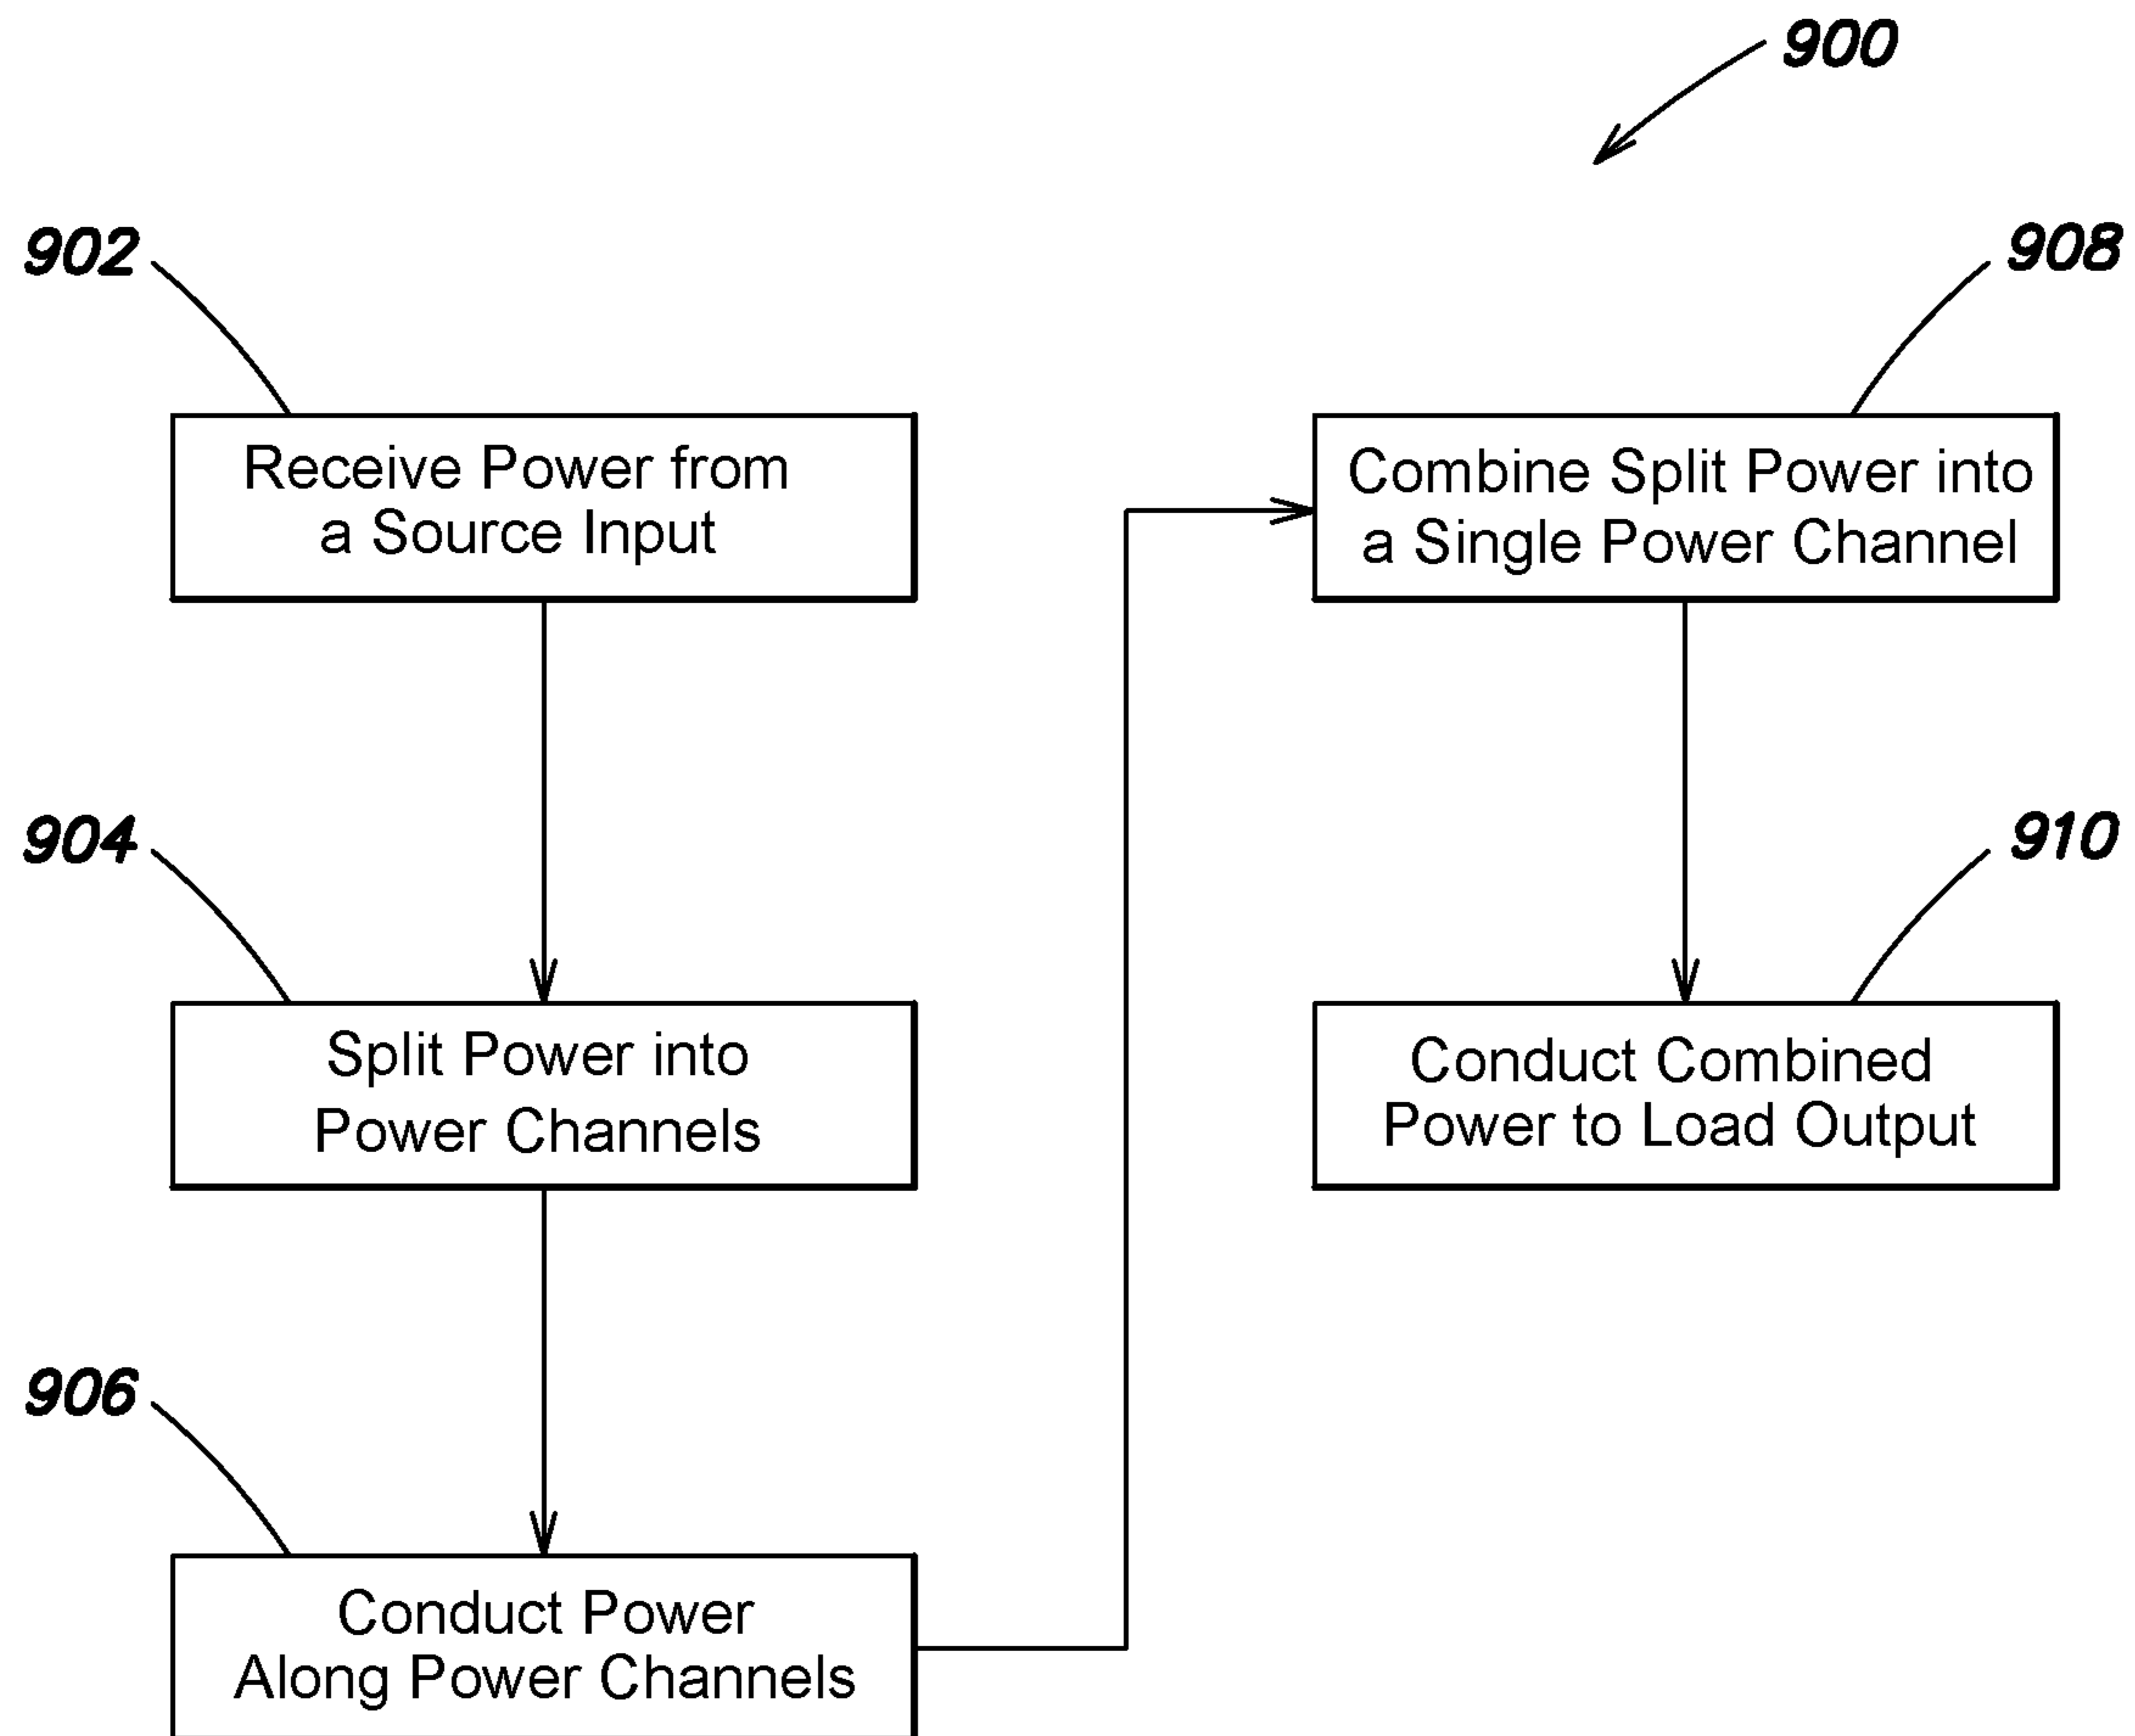 900
902
Receive Power from
a Source Input
904
Split Power into
Power Channels
906
Conduct Power
Along Power Channels
908
Combine Split Power into
a Single Power Channel
910
Conduct Combined
Power to Load Output